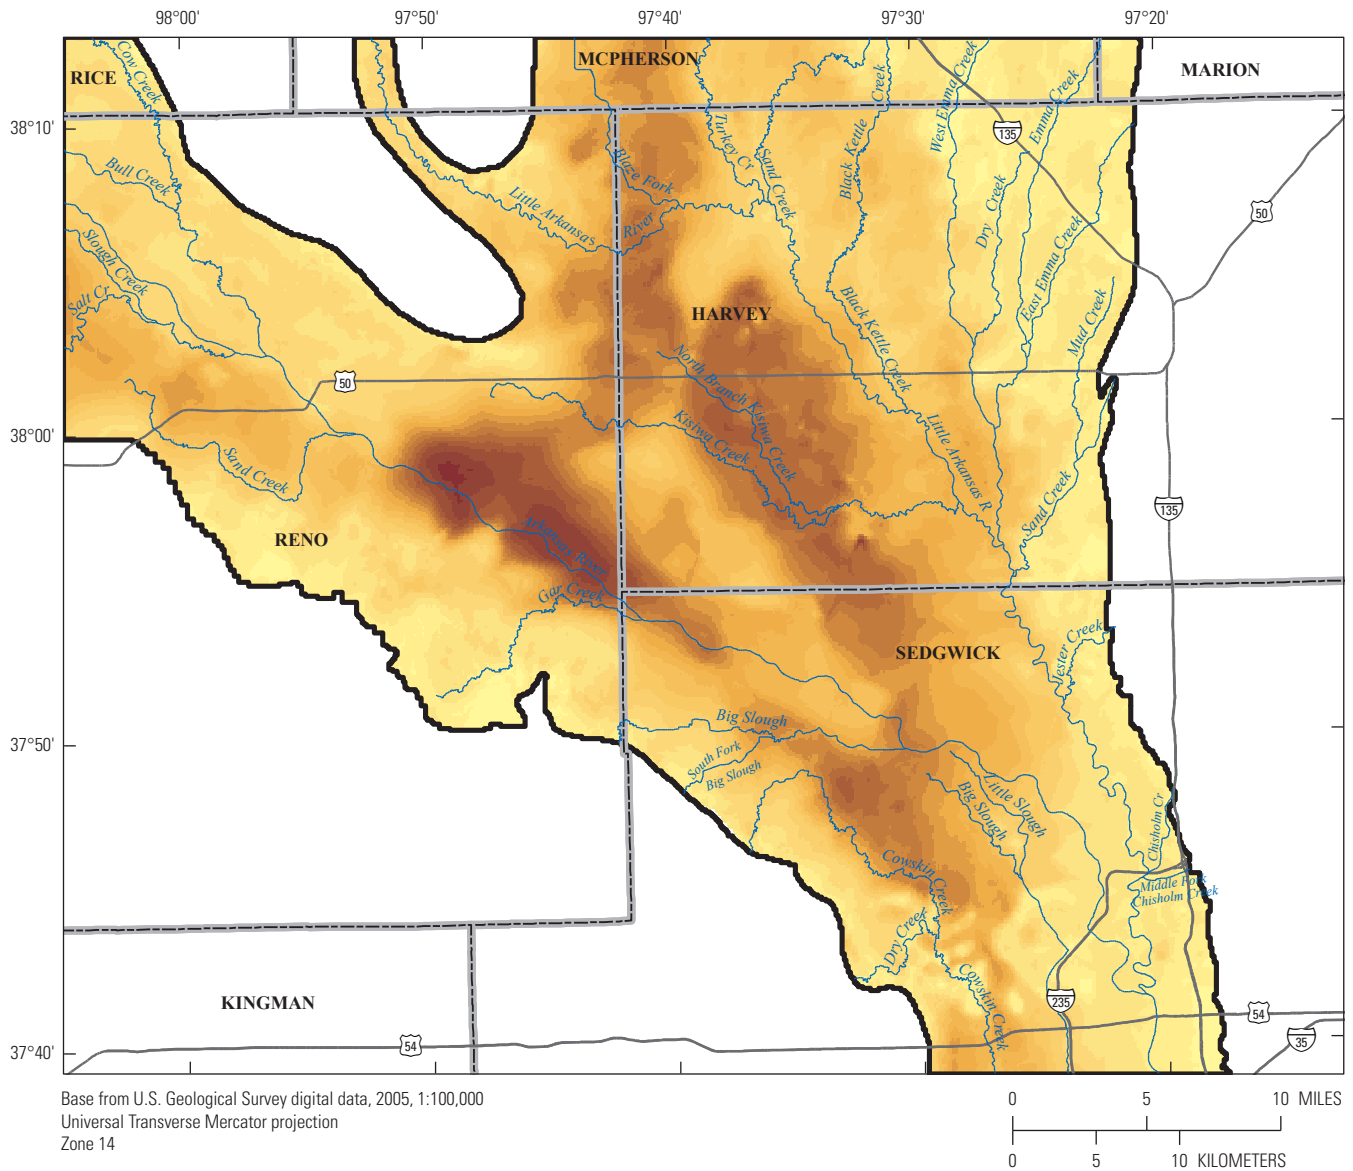 98°00'
97°50'
97°40'
97°30'
97°20'
RICE
Cow Creek
MCPHERSON
Creek
West Emma Creek
MARION
38°10'
Turkey Cr
Black Kettle
Emma Creek
135
Bull Creek
Blaze Fork
Sand Creek
Dry Creek
50
Little Arkansas
River
Slough Creek
East Emma Creek
Salt Cr
HARVEY
Black Kettle Creek
Mud Creek
50
North Branch Kisiwa Creek
38°00'
Kisiwa Creek
Little Arkansas R
Sand Creek
Sand Creek
135
RENO
Arkansas River
Gar Creek
SEDGWICK
Jester Creek
37°50'
Big Slough
South Fork
Big Slough
Big Slough
Little Slough
Chisholm Cr
Cowskin Creek
Middle Fork
Chisholm Creek
Dry Creek
KINGMAN
Cowskin Creek
235
54
54
35
37°40'
Base from U.S. Geological Survey digital data, 2005, 1:100,000
Universal Transverse Mercator projection
Zone 14
0 5 10 MILES
0 5 10 KILOMETERS